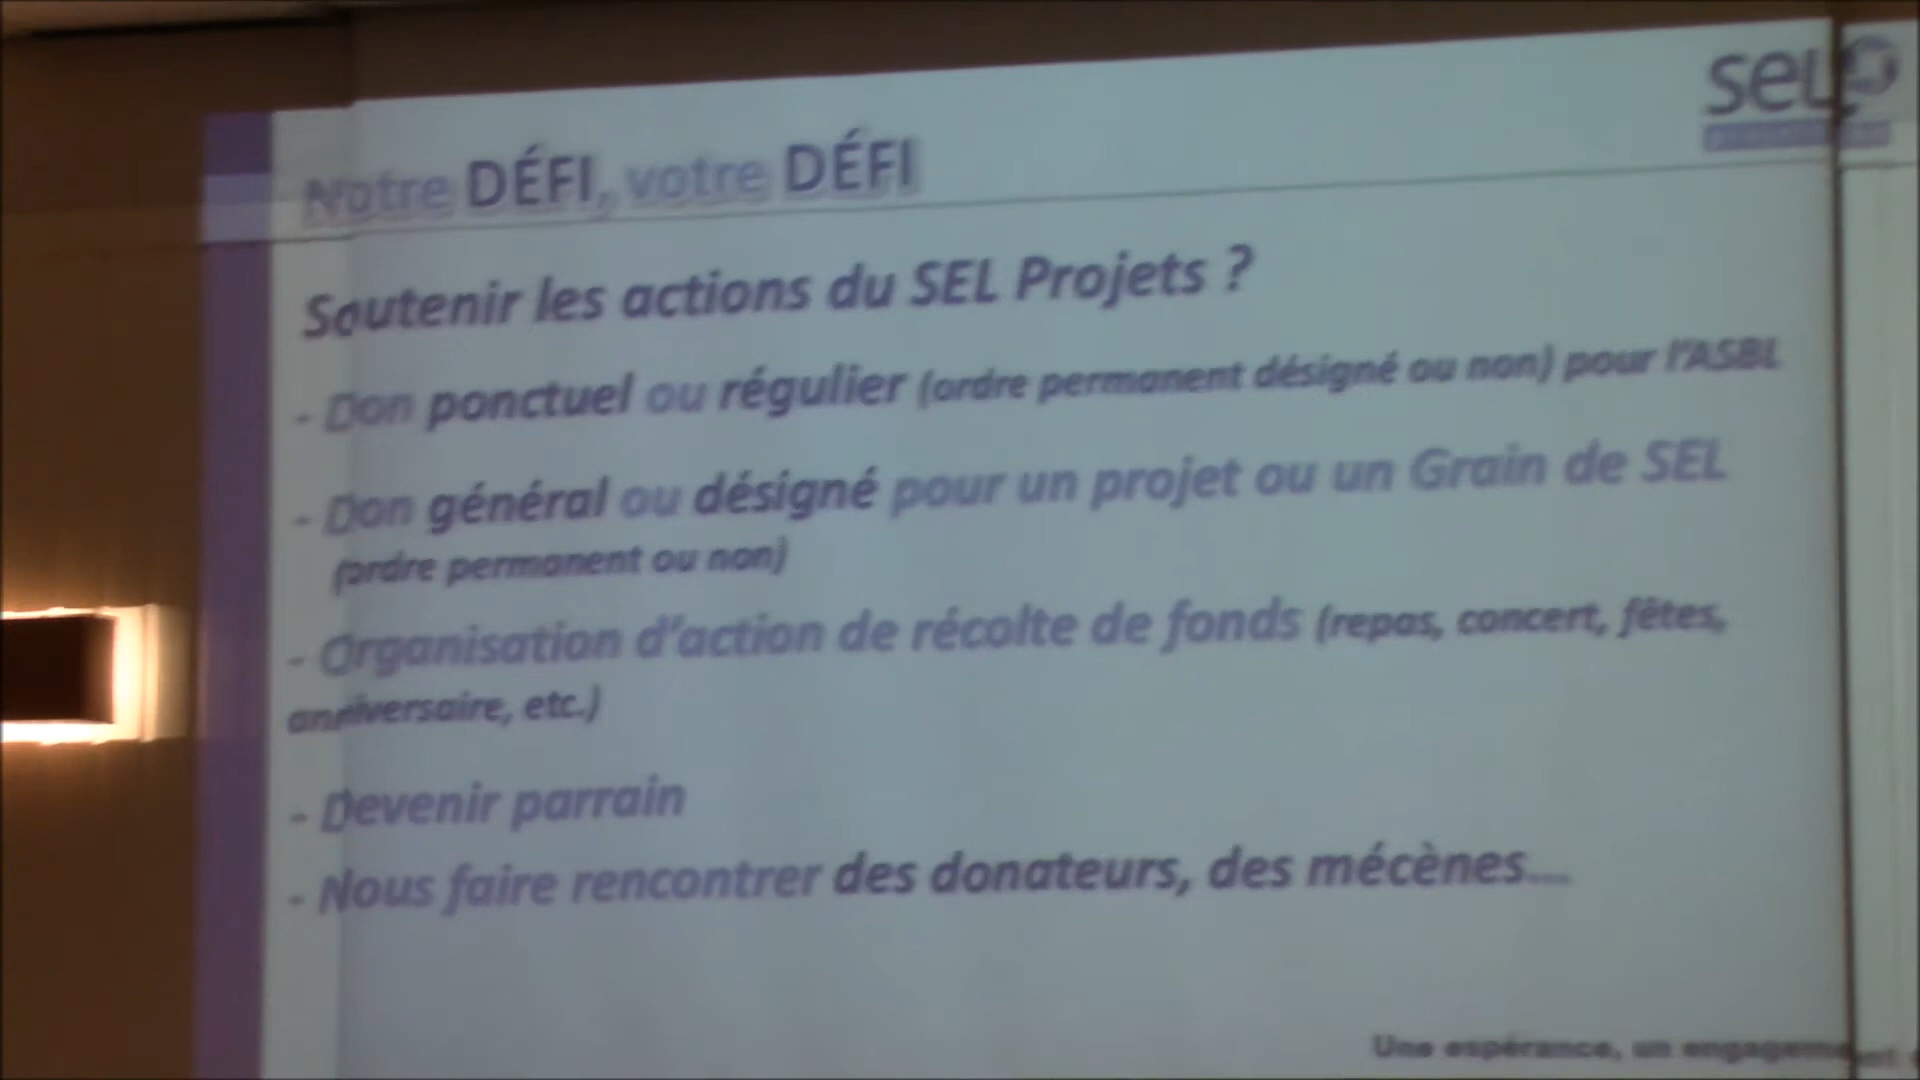 sel
Notre DÉFI, votre DÉFI
Soutenir les actions du SEL Projets ?
- Don ponctuel ou régulier (ordre permanent désigné ou non) pour l'ASBL
- Don général ou désigné pour un projet ou un Grain de SEL
(ordre permanent ou non)
- Organisation d'action de récolte de fonds (repas, concert, fêtes,
anniversaire, etc.)
- Devenir parrain
- Nous faire rencontrer des donateurs, des mécènes...
Une espérance, un engagement